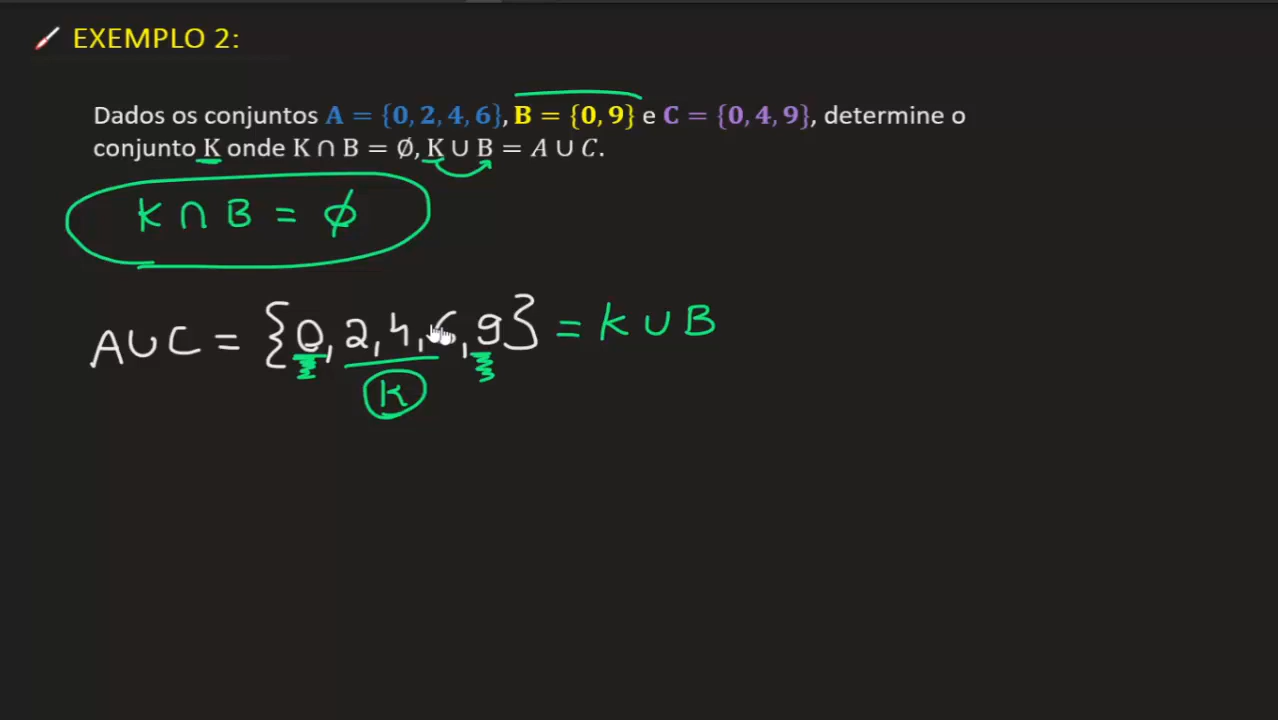 EXEMPLO 2:
Dados os conjuntos A = {0, 2, 4, 6}, B = {0, 9} e C = {0, 4, 9}, determine o
conjunto K onde K ∩ B = ∅, K ∪ B = A ∪ C.
K ∩ B = ∅
A∪C = {0, 2, 4, 6, 9} = K ∪ B
K